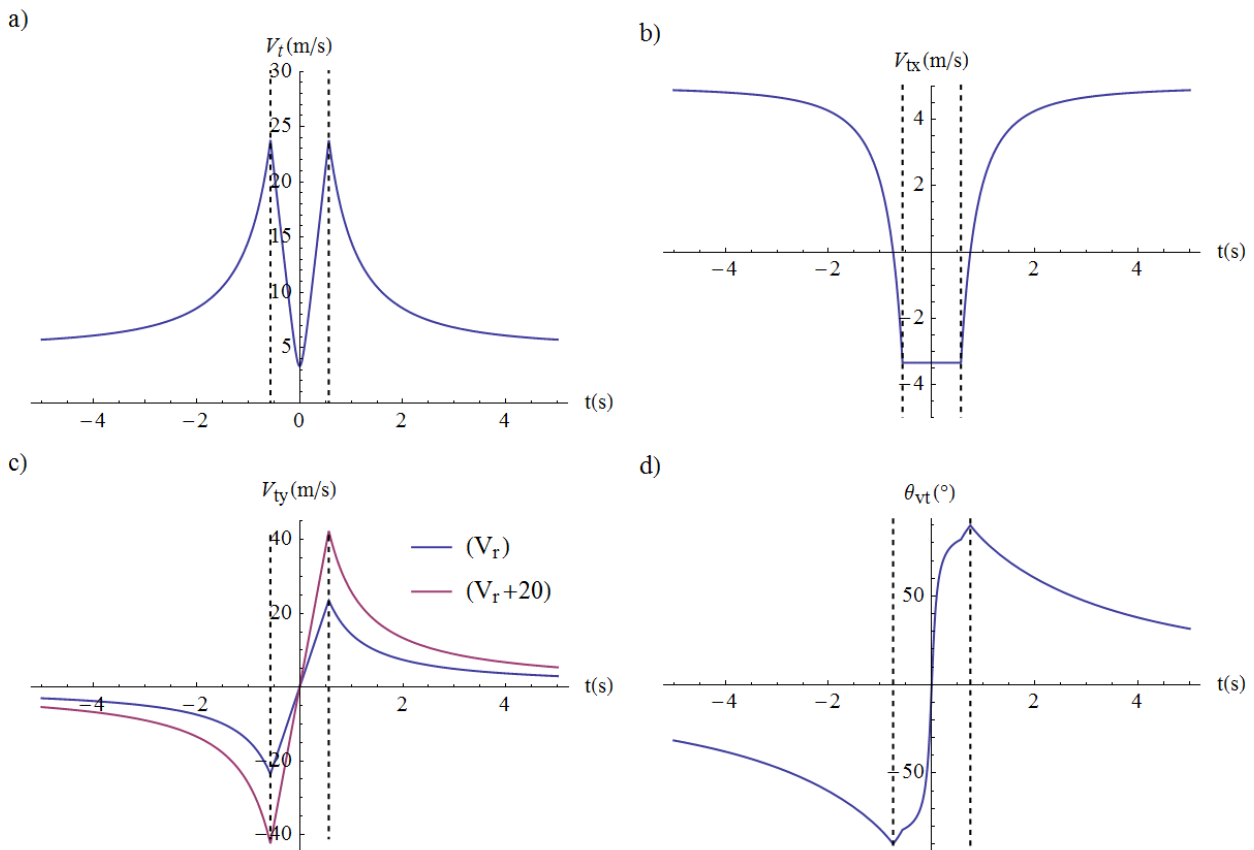 a)
V_t(m/s)
30
25
20
15
10
5
−4 −2 0 2 4 t(s)
b)
V_tx(m/s)
4
2
−4 −2 2 4 t(s)
−2
−4
c)
V_ty(m/s)
40
20
(V_r)
(V_r+20)
−4 −2 2 4 t(s)
−20
−40
d)
θ_vt(°)
50
−4 −2 2 4 t(s)
−50